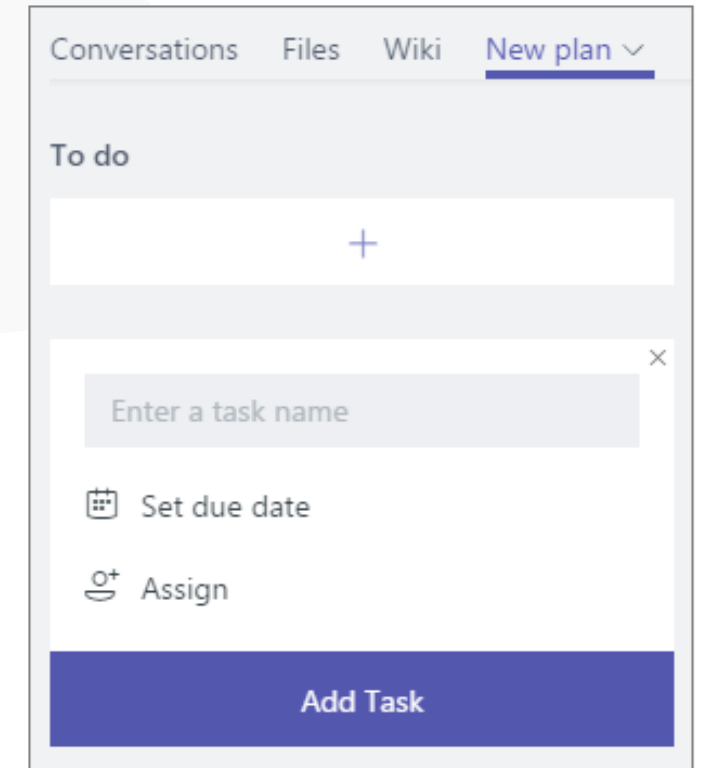 Conversations Files Wiki New plan
To do
Enter a task name
Set due date
Assign
Add Task